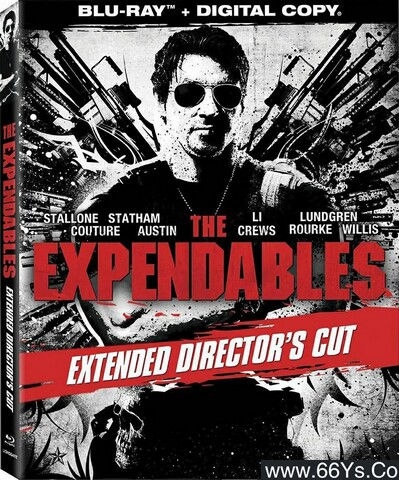 BLU-RAY™ + DIGITAL COPY
STALLONE STATHAM LI LUNDGREN
COUTURE AUSTIN CREWS ROURKE WILLIS
THE
EXPENDABLES
EXTENDED DIRECTOR'S CUT
THE EXPENDABLES
EXTENDED DIRECTOR'S CUT
LIONSGATE
www.66Ys.Co